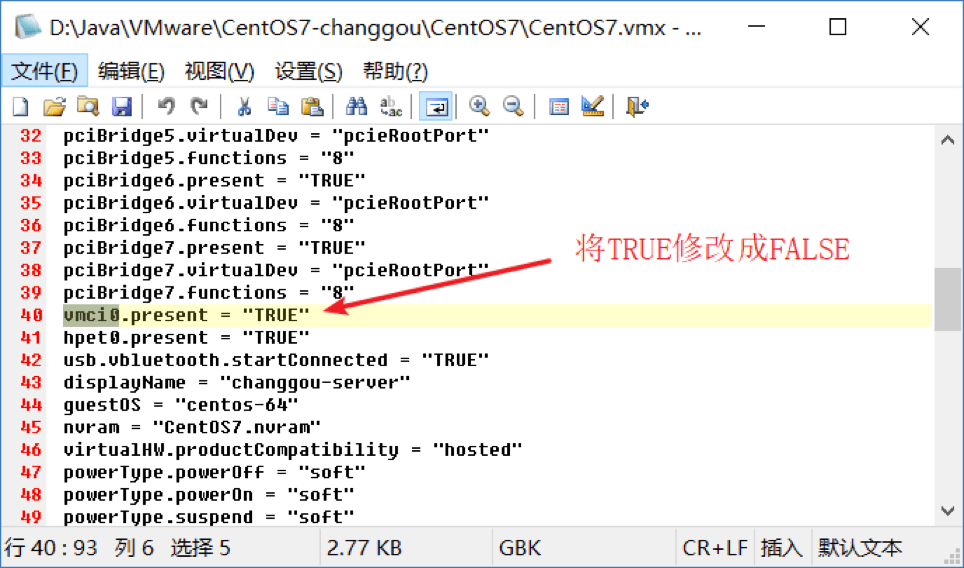 D:\Java\VMware\CentOS7-changgou\CentOS7\CentOS7.vmx - ...
文件(F) 编辑(E) 视图(V) 设置(S) 帮助(?)
32 pciBridge5.virtualDev = "pcieRootPort"
33 pciBridge5.functions = "8"
34 pciBridge6.present = "TRUE"
35 pciBridge6.virtualDev = "pcieRootPort"
36 pciBridge6.functions = "8"
37 pciBridge7.present = "TRUE"
将TRUE修改成FALSE
38 pciBridge7.virtualDev = "pcieRootPort"
39 pciBridge7.functions = "8"
40 vmci0.present = "TRUE"
41 hpet0.present = "TRUE"
42 usb.vbluetooth.startConnected = "TRUE"
43 displayName = "changgou-server"
44 guestOS = "centos-64"
45 nvram = "CentOS7.nvram"
46 virtualHW.productCompatibility = "hosted"
47 powerType.powerOff = "soft"
48 powerType.powerOn = "soft"
49 powerType.suspend = "soft"
行 40 : 93 列 6 选择 5 2.77 KB GBK CR+LF 插入 默认文本